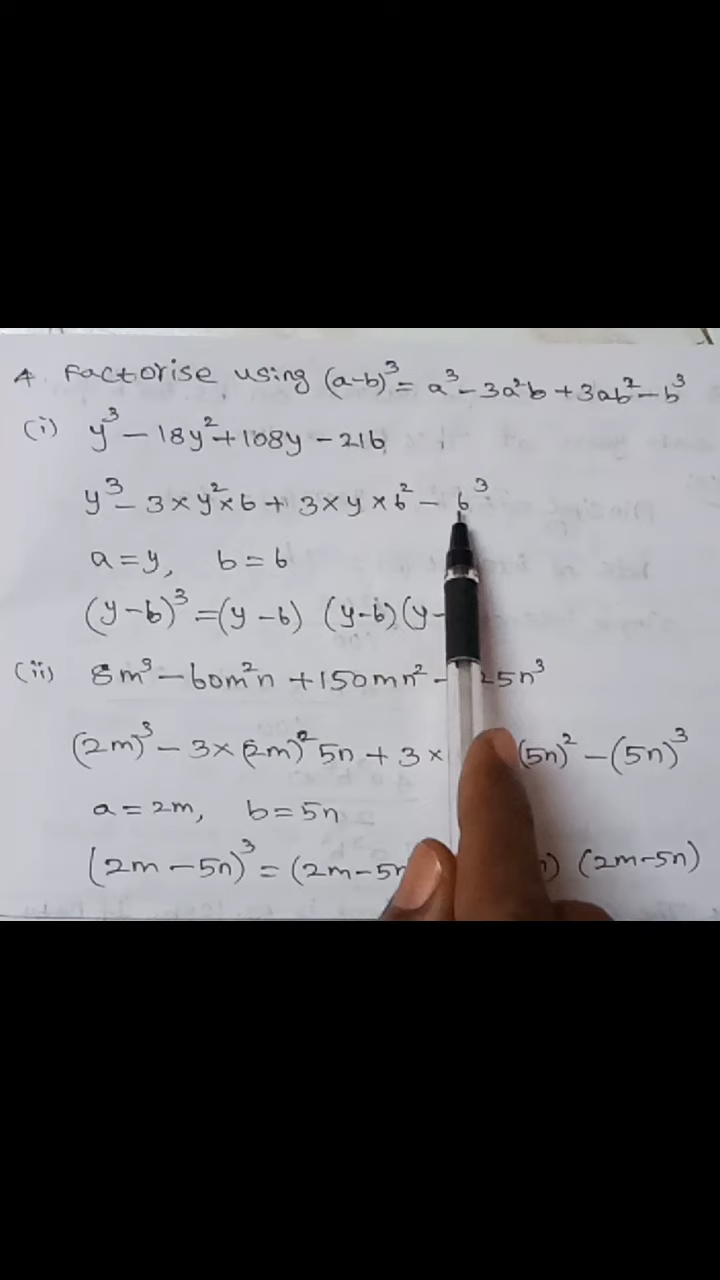 4. Factorise using (a-b)³ = a³ - 3a²b + 3ab² - b³
(i) y³ - 18y² + 108y - 216
y³ - 3 × y² × 6 + 3 × y × 6² - 6³
a = y, b = 6
(y - 6)³ = (y - 6) (y - 6) (y -
(ii) 8m³ - 60m²n + 150mn² - 25n³
(2m)³ - 3 × (2m)² 5n + 3 × (5n)² - (5n)³
a = 2m, b = 5n
(2m - 5n)³ = (2m - 5n ) (2m - 5n)